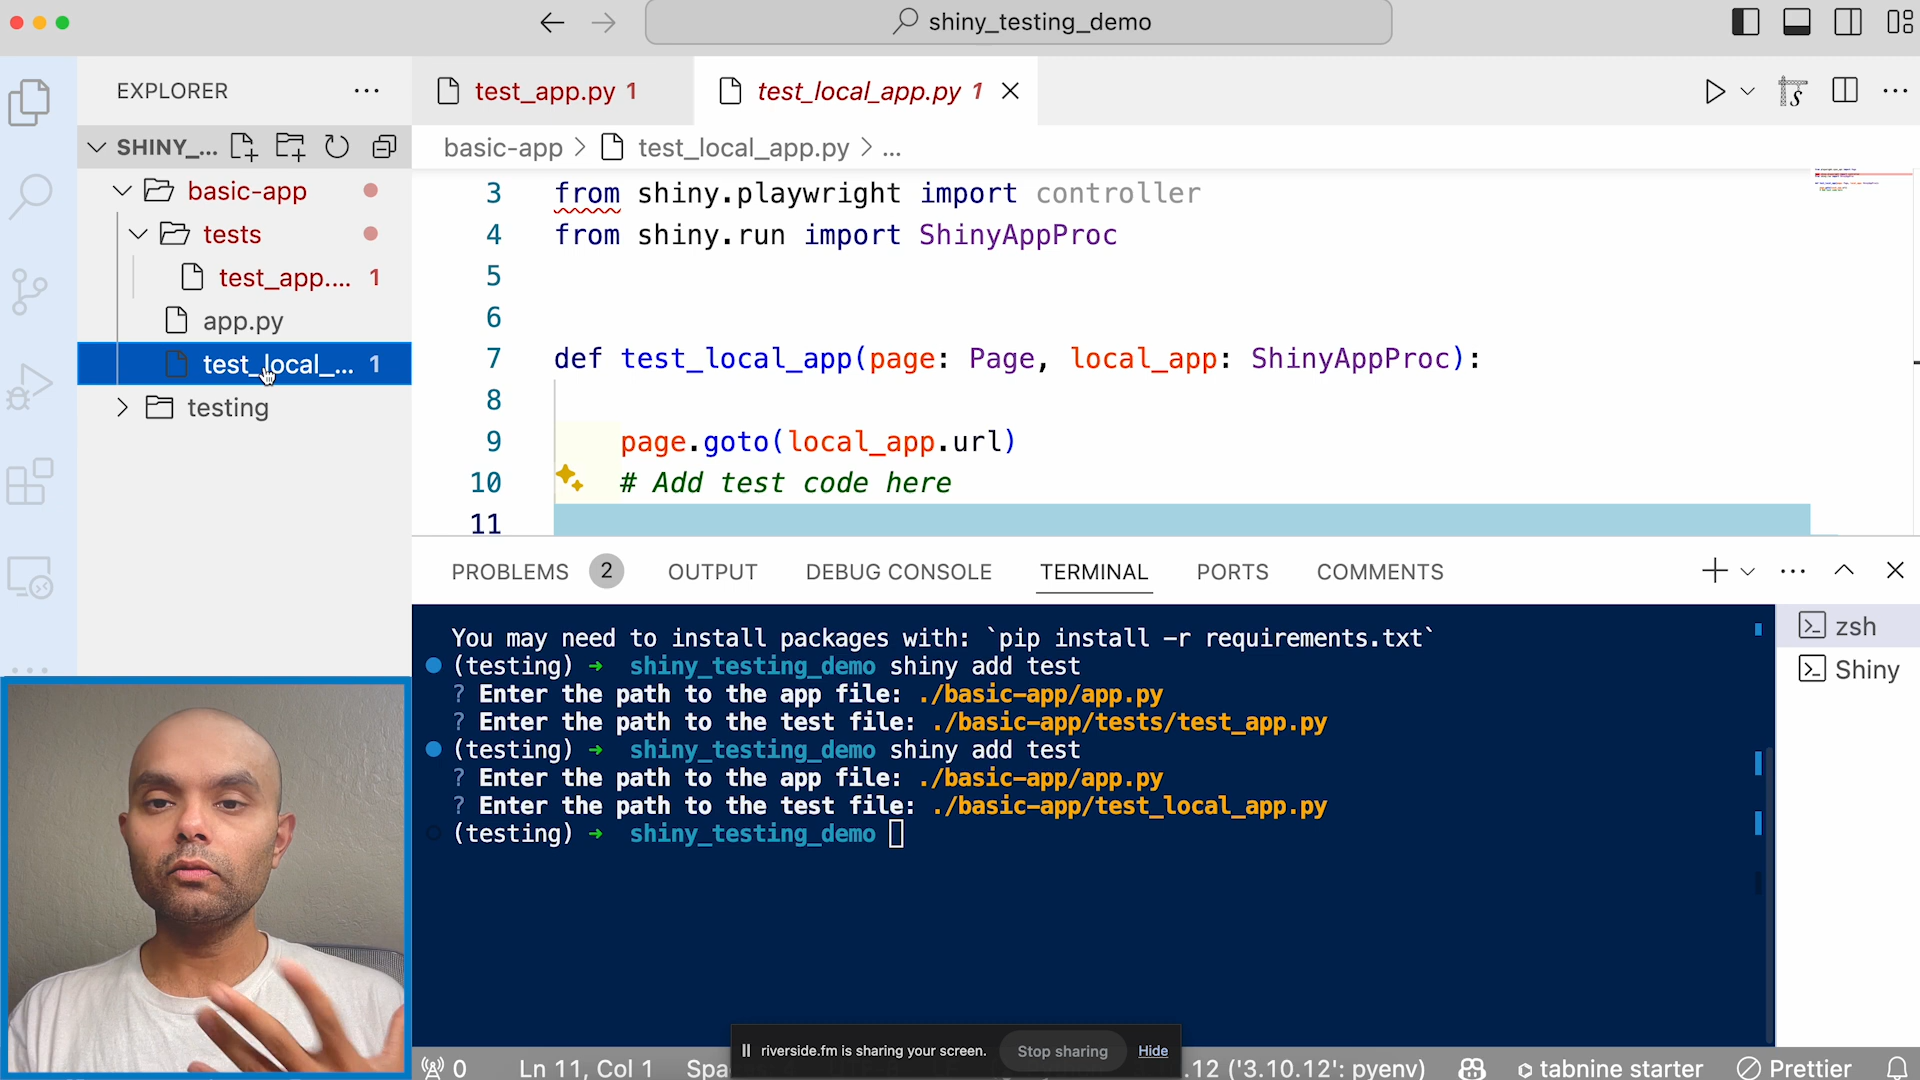 shiny_testing_demo
EXPLORER
test_app.py 1
test_local_app.py 1
SHINY_...
basic-app > test_local_app.py > ...
basic-app
tests
test_app.... 1
app.py
test_local_... 1
testing
3 from shiny.playwright import controller
4 from shiny.run import ShinyAppProc
5
6
7 def test_local_app(page: Page, local_app: ShinyAppProc):
8
9 page.goto(local_app.url)
10 # Add test code here
11
PROBLEMS 2 OUTPUT DEBUG CONSOLE TERMINAL PORTS COMMENTS
You may need to install packages with: `pip install -r requirements.txt`
(testing) ➜ shiny_testing_demo shiny add test
? Enter the path to the app file: ./basic-app/app.py
? Enter the path to the test file: ./basic-app/tests/test_app.py
(testing) ➜ shiny_testing_demo shiny add test
? Enter the path to the app file: ./basic-app/app.py
? Enter the path to the test file: ./basic-app/test_local_app.py
(testing) ➜ shiny_testing_demo
zsh
Shiny
riverside.fm is sharing your screen. Stop sharing Hide
0 Ln 11, Col 1 Spa .12 ('3.10.12': pyenv) tabnine starter Prettier